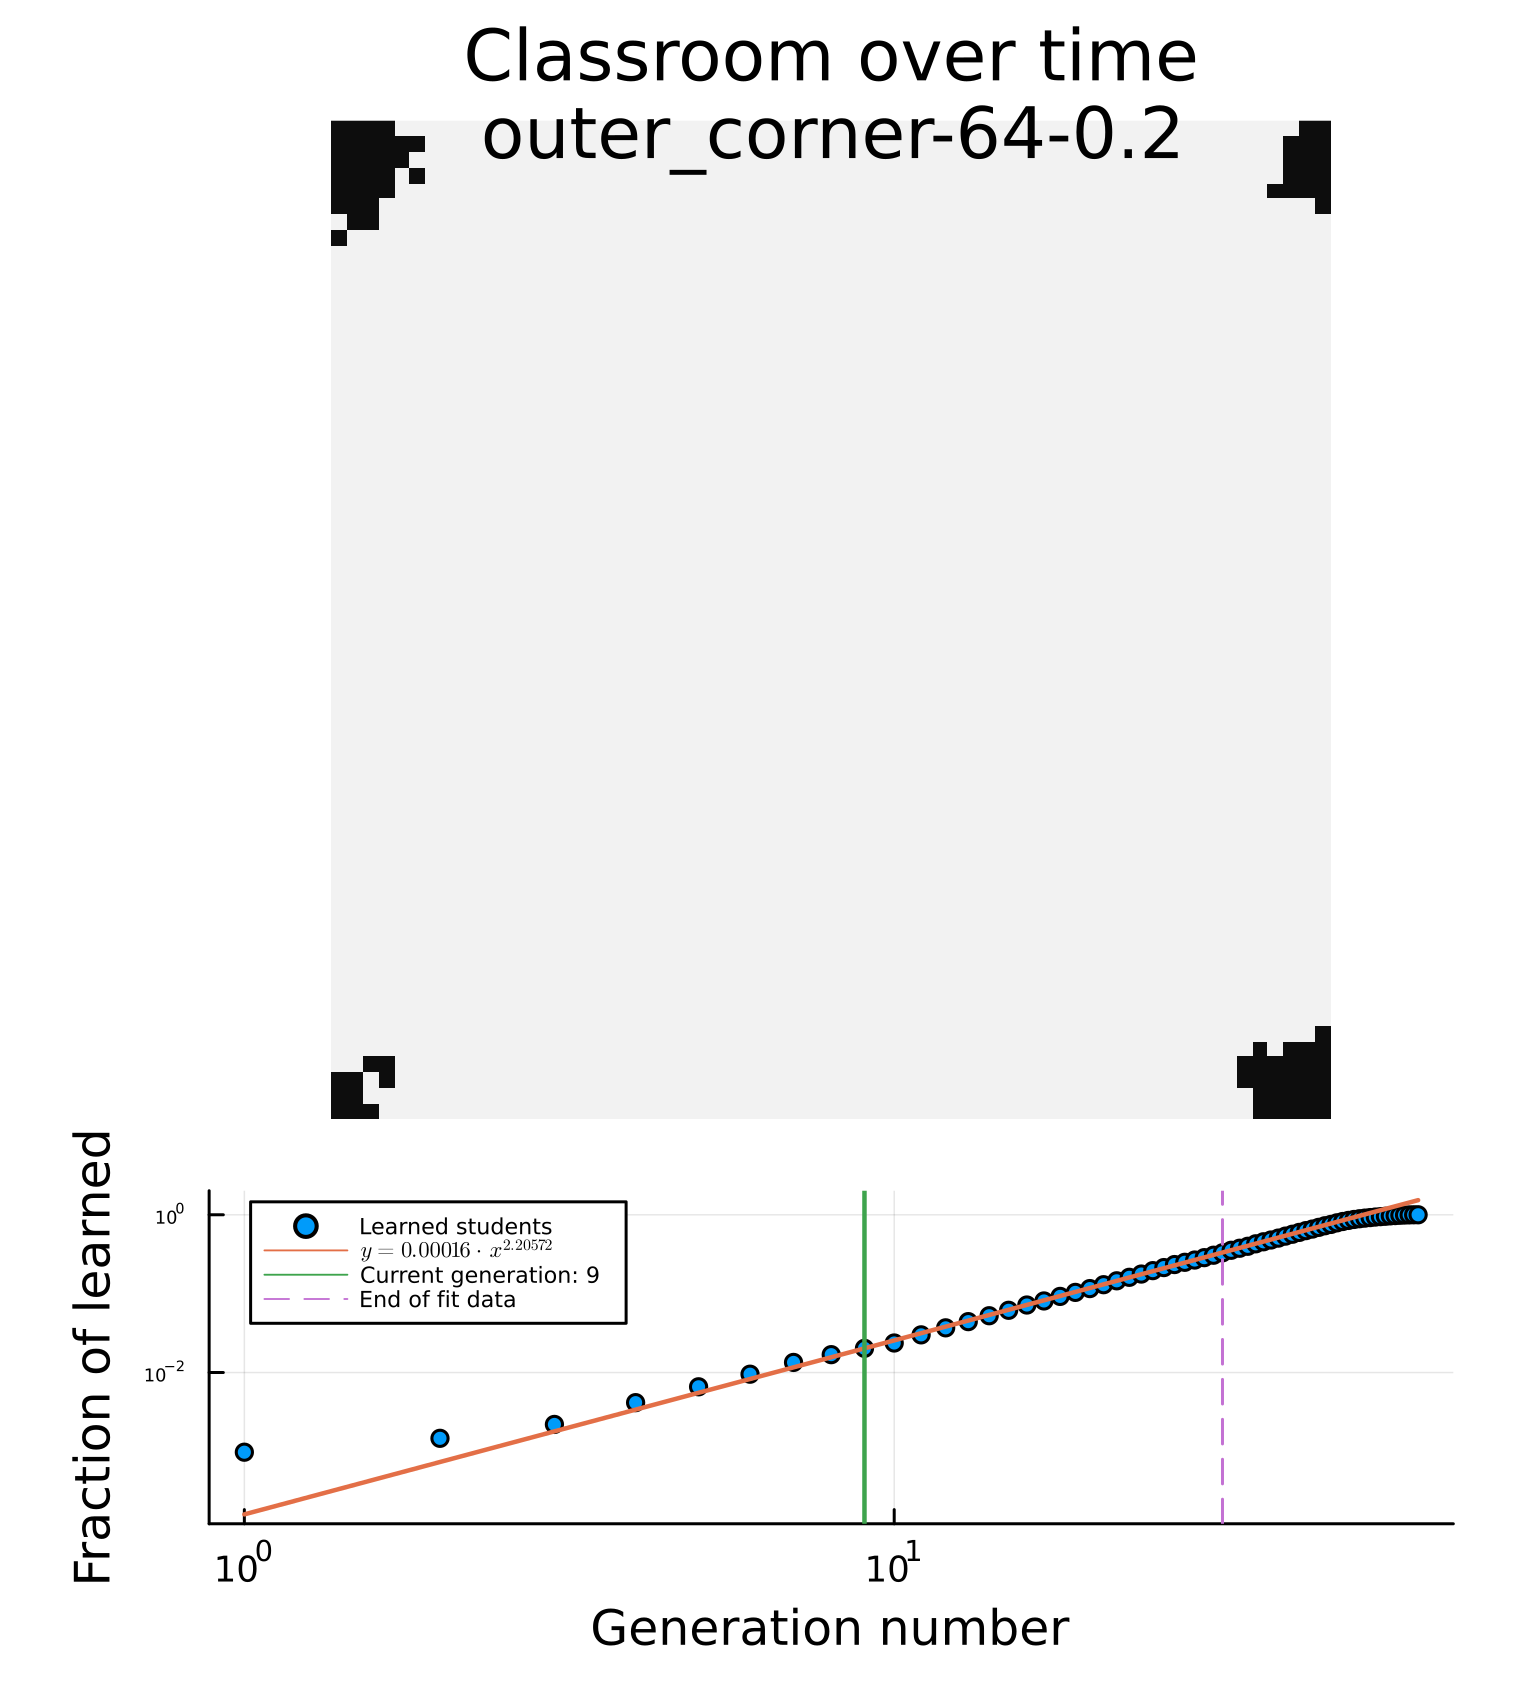 Classroom over time
outer_corner-64-0.2
Fraction of learned
10^0
10^-2
Learned students
y = 0.00016 · x^2.20572
Current generation: 9
End of fit data
10^0
10^1
Generation number